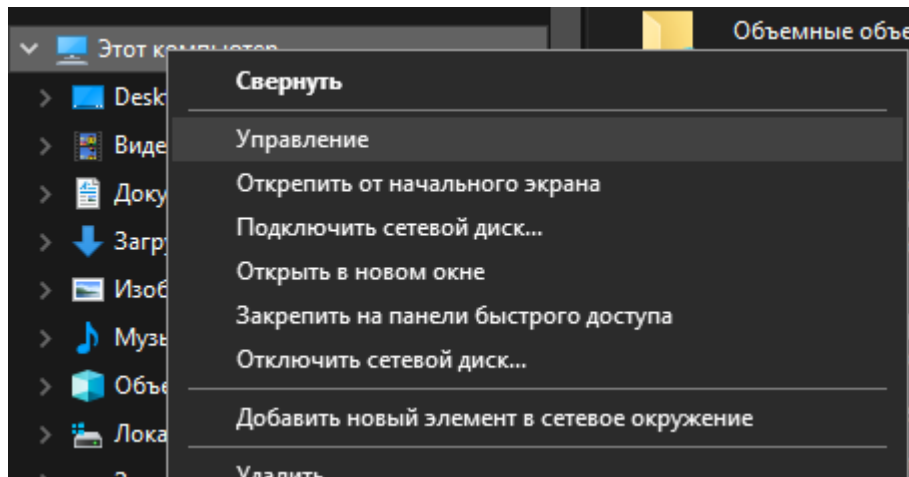 Этот компьютер
Объемные объе
Свернуть
Desk
Управление
Виде
Открепить от начального экрана
Доку
Подключить сетевой диск...
Загр
Открыть в новом окне
Изоб
Закрепить на панели быстрого доступа
Музы
Отключить сетевой диск...
Объе
Добавить новый элемент в сетевое окружение
Лока
Удалить